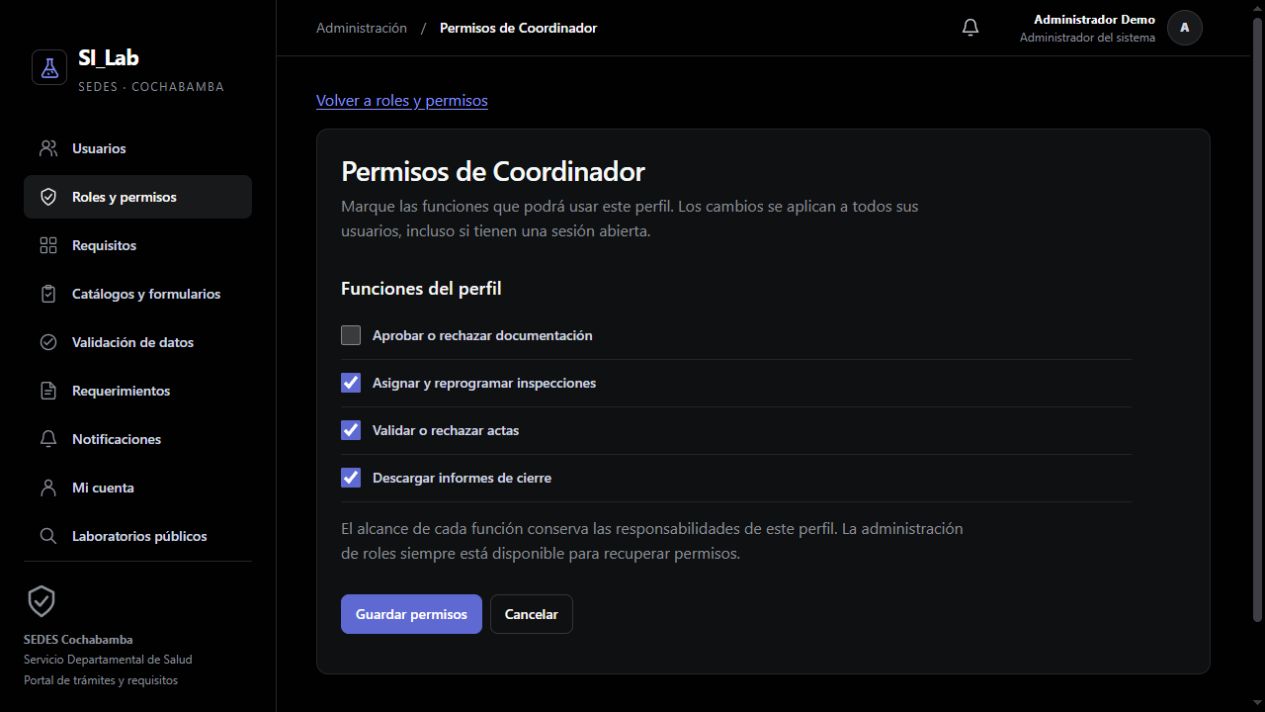 SI_Lab
SEDES - COCHABAMBA
Usuarios
Roles y permisos
Requisitos
Catálogos y formularios
Validación de datos
Requerimientos
Notificaciones
Mi cuenta
Laboratorios públicos
SEDES Cochabamba
Servicio Departamental de Salud
Portal de trámites y requisitos
Administración / Permisos de Coordinador
Administrador Demo
Administrador del sistema
A
Volver a roles y permisos
Permisos de Coordinador
Marque las funciones que podrá usar este perfil. Los cambios se aplican a todos sus
usuarios, incluso si tienen una sesión abierta.
Funciones del perfil
Aprobar o rechazar documentación
Asignar y reprogramar inspecciones
Validar o rechazar actas
Descargar informes de cierre
El alcance de cada función conserva las responsabilidades de este perfil. La administración
de roles siempre está disponible para recuperar permisos.
Guardar permisos
Cancelar